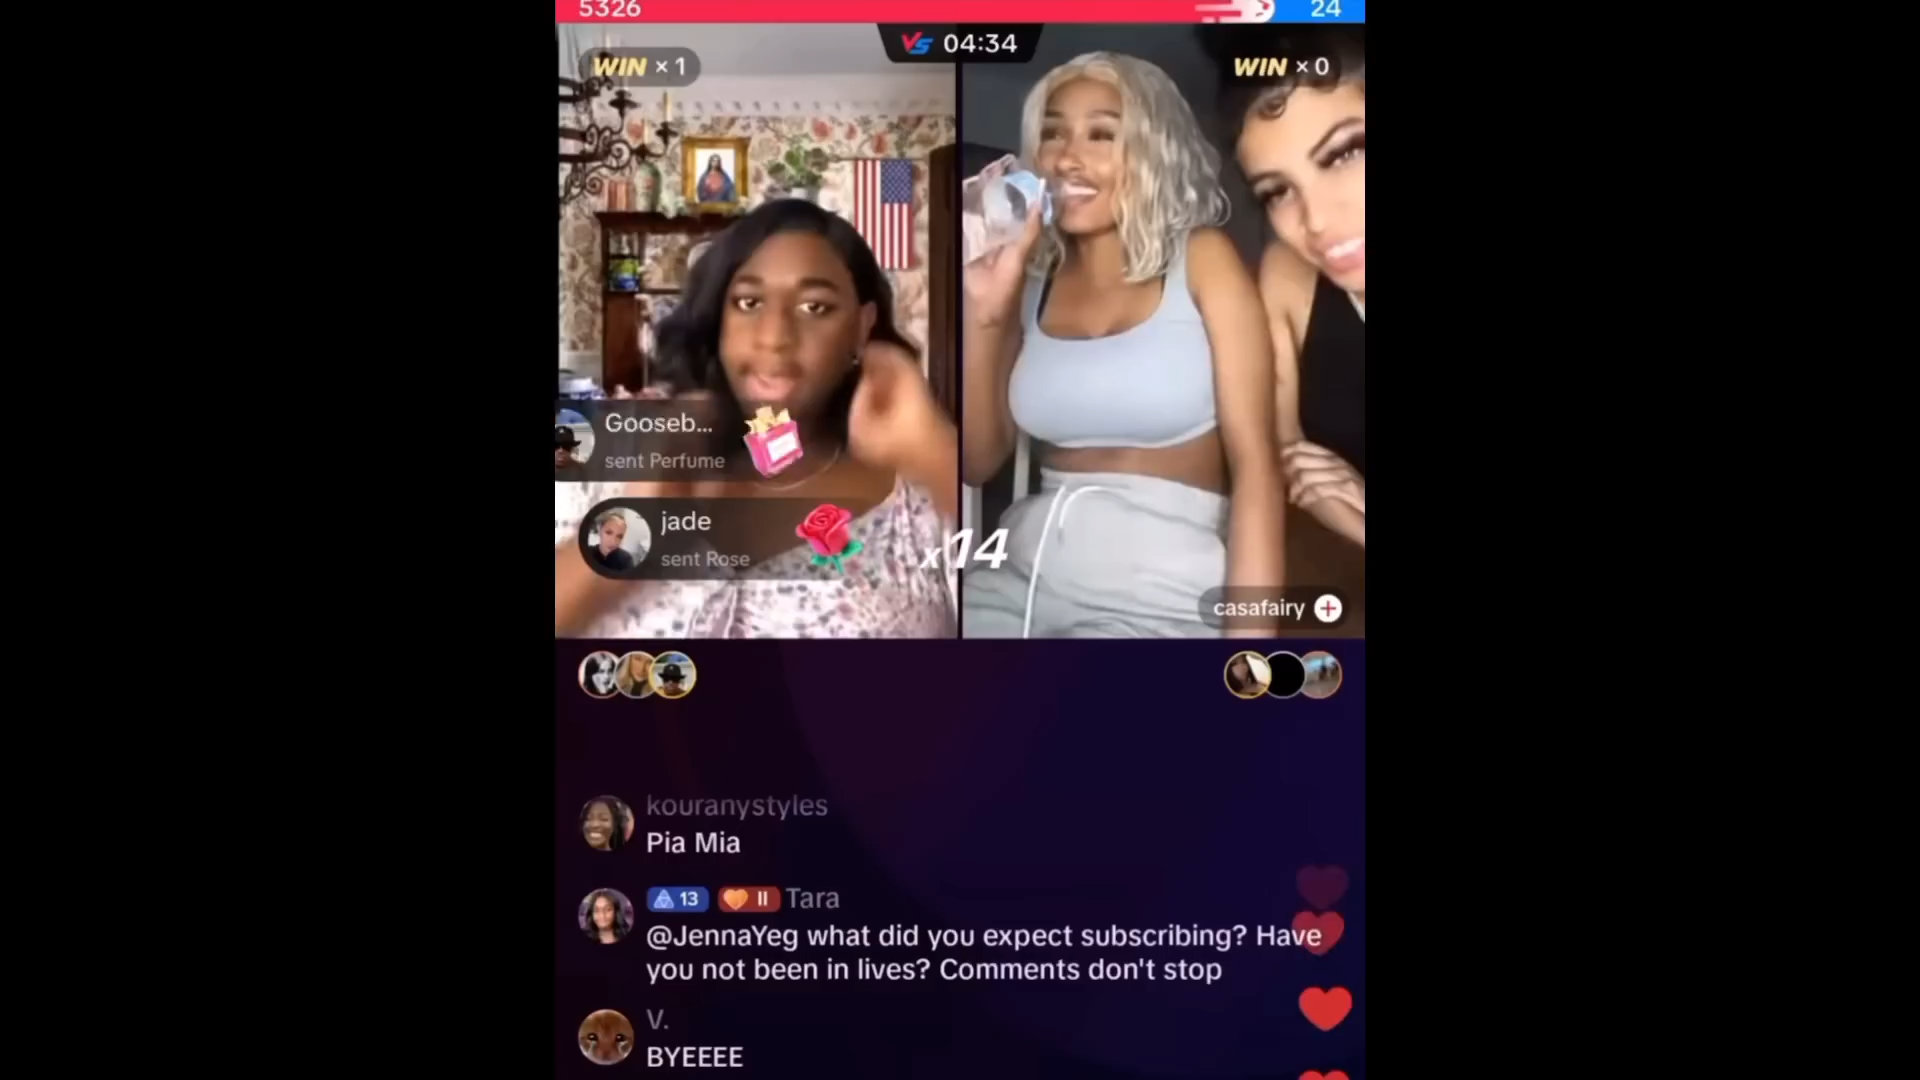 5326
24
VS 04:34
WIN × 1
WIN × 0
Gooseb...
sent Perfume
jade
sent Rose
x14
casafairy
kouranystyles
Pia Mia
13 II Tara
@JennaYeg what did you expect subscribing? Have
you not been in lives? Comments don't stop
V.
BYEEEE